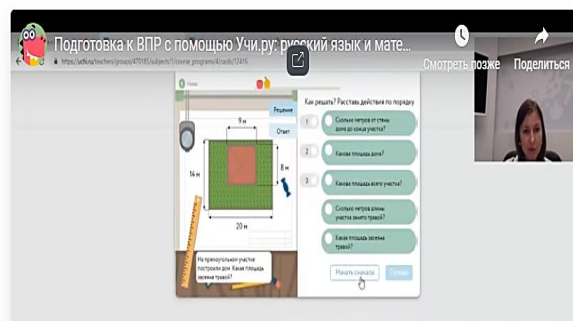 Подготовка к ВПР с помощью Учи.ру: русский язык и мате...
Смотреть позже
Поделиться
Решение
Ответ
9 м
14 м
8 м
20 м
На прямоугольном участке
построили дом. Какая площадь
засеяна травой?
Как решать? Расставь действия по порядку
1
Сколько метров от стены
дома до конца участка?
2
Какова площадь дома?
3
Какова площадь всего участка?
Сколько метров длины
участка занято травой?
Какая площадь засеяна
травой?
Начать сначала
Готово